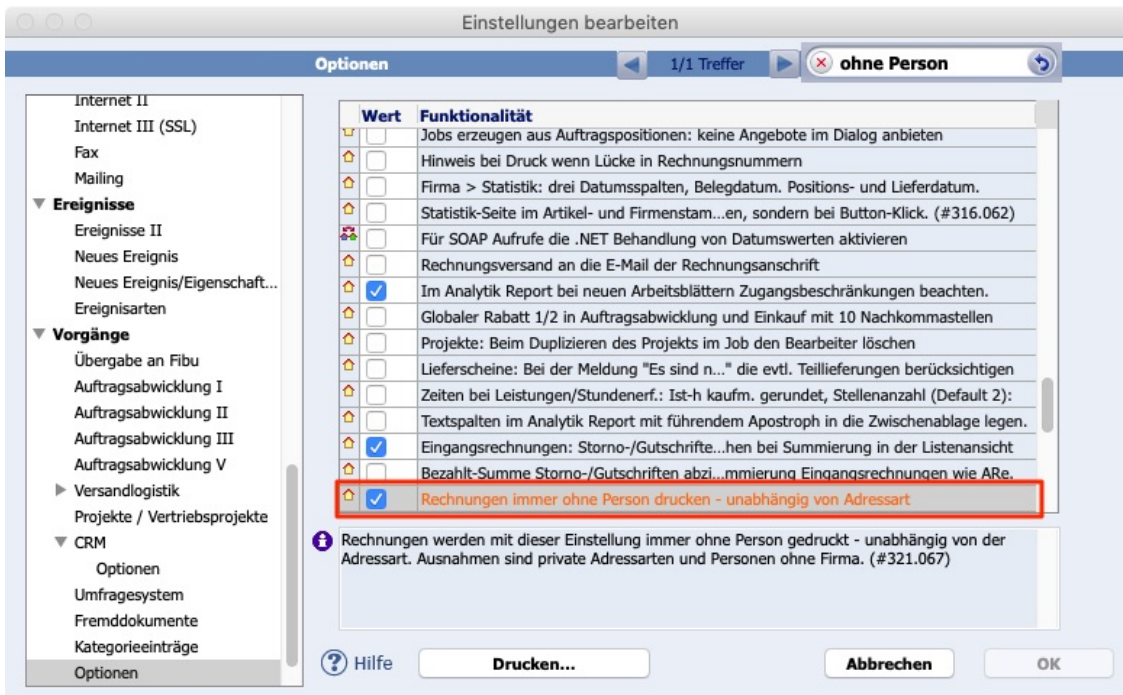 Einstellungen bearbeiten
Optionen
1/1 Treffer
ohne Person
Internet II
Internet III (SSL)
Fax
Mailing
Ereignisse
Ereignisse II
Neues Ereignis
Neues Ereignis/Eigenschaft...
Ereignisarten
Vorgänge
Übergabe an Fibu
Auftragsabwicklung I
Auftragsabwicklung II
Auftragsabwicklung III
Auftragsabwicklung V
Versandlogistik
Projekte / Vertriebsprojekte
CRM
Optionen
Umfragesystem
Fremddokumente
Kategorieeinträge
Optionen
Wert Funktionalität
Jobs erzeugen aus Auftragspositionen: keine Angebote im Dialog anbieten
Hinweis bei Druck wenn Lücke in Rechnungsnummern
Firma > Statistik: drei Datumsspalten, Belegdatum. Positions- und Lieferdatum.
Statistik-Seite im Artikel- und Firmenstam...en, sondern bei Button-Klick. (#316.062)
Für SOAP Aufrufe die .NET Behandlung von Datumswerten aktivieren
Rechnungsversand an die E-Mail der Rechnungsanschrift
Im Analytik Report bei neuen Arbeitsblättern Zugangsbeschränkungen beachten.
Globaler Rabatt 1/2 in Auftragsabwicklung und Einkauf mit 10 Nachkommastellen
Projekte: Beim Duplizieren des Projekts im Job den Bearbeiter löschen
Lieferscheine: Bei der Meldung "Es sind n..." die evtl. Teillieferungen berücksichtigen
Zeiten bei Leistungen/Stundenerf.: Ist-h kaufm. gerundet, Stellenanzahl (Default 2):
Textspalten im Analytik Report mit führendem Apostroph in die Zwischenablage legen.
Eingangsrechnungen: Storno-/Gutschrifte...hen bei Summierung in der Listenansicht
Bezahlt-Summe Storno-/Gutschriften abzi...mmierung Eingangsrechnungen wie ARe.
Rechnungen immer ohne Person drucken - unabhängig von Adressart
Rechnungen werden mit dieser Einstellung immer ohne Person gedruckt - unabhängig von der
Adressart. Ausnahmen sind private Adressarten und Personen ohne Firma. (#321.067)
? Hilfe
Drucken...
Abbrechen
OK